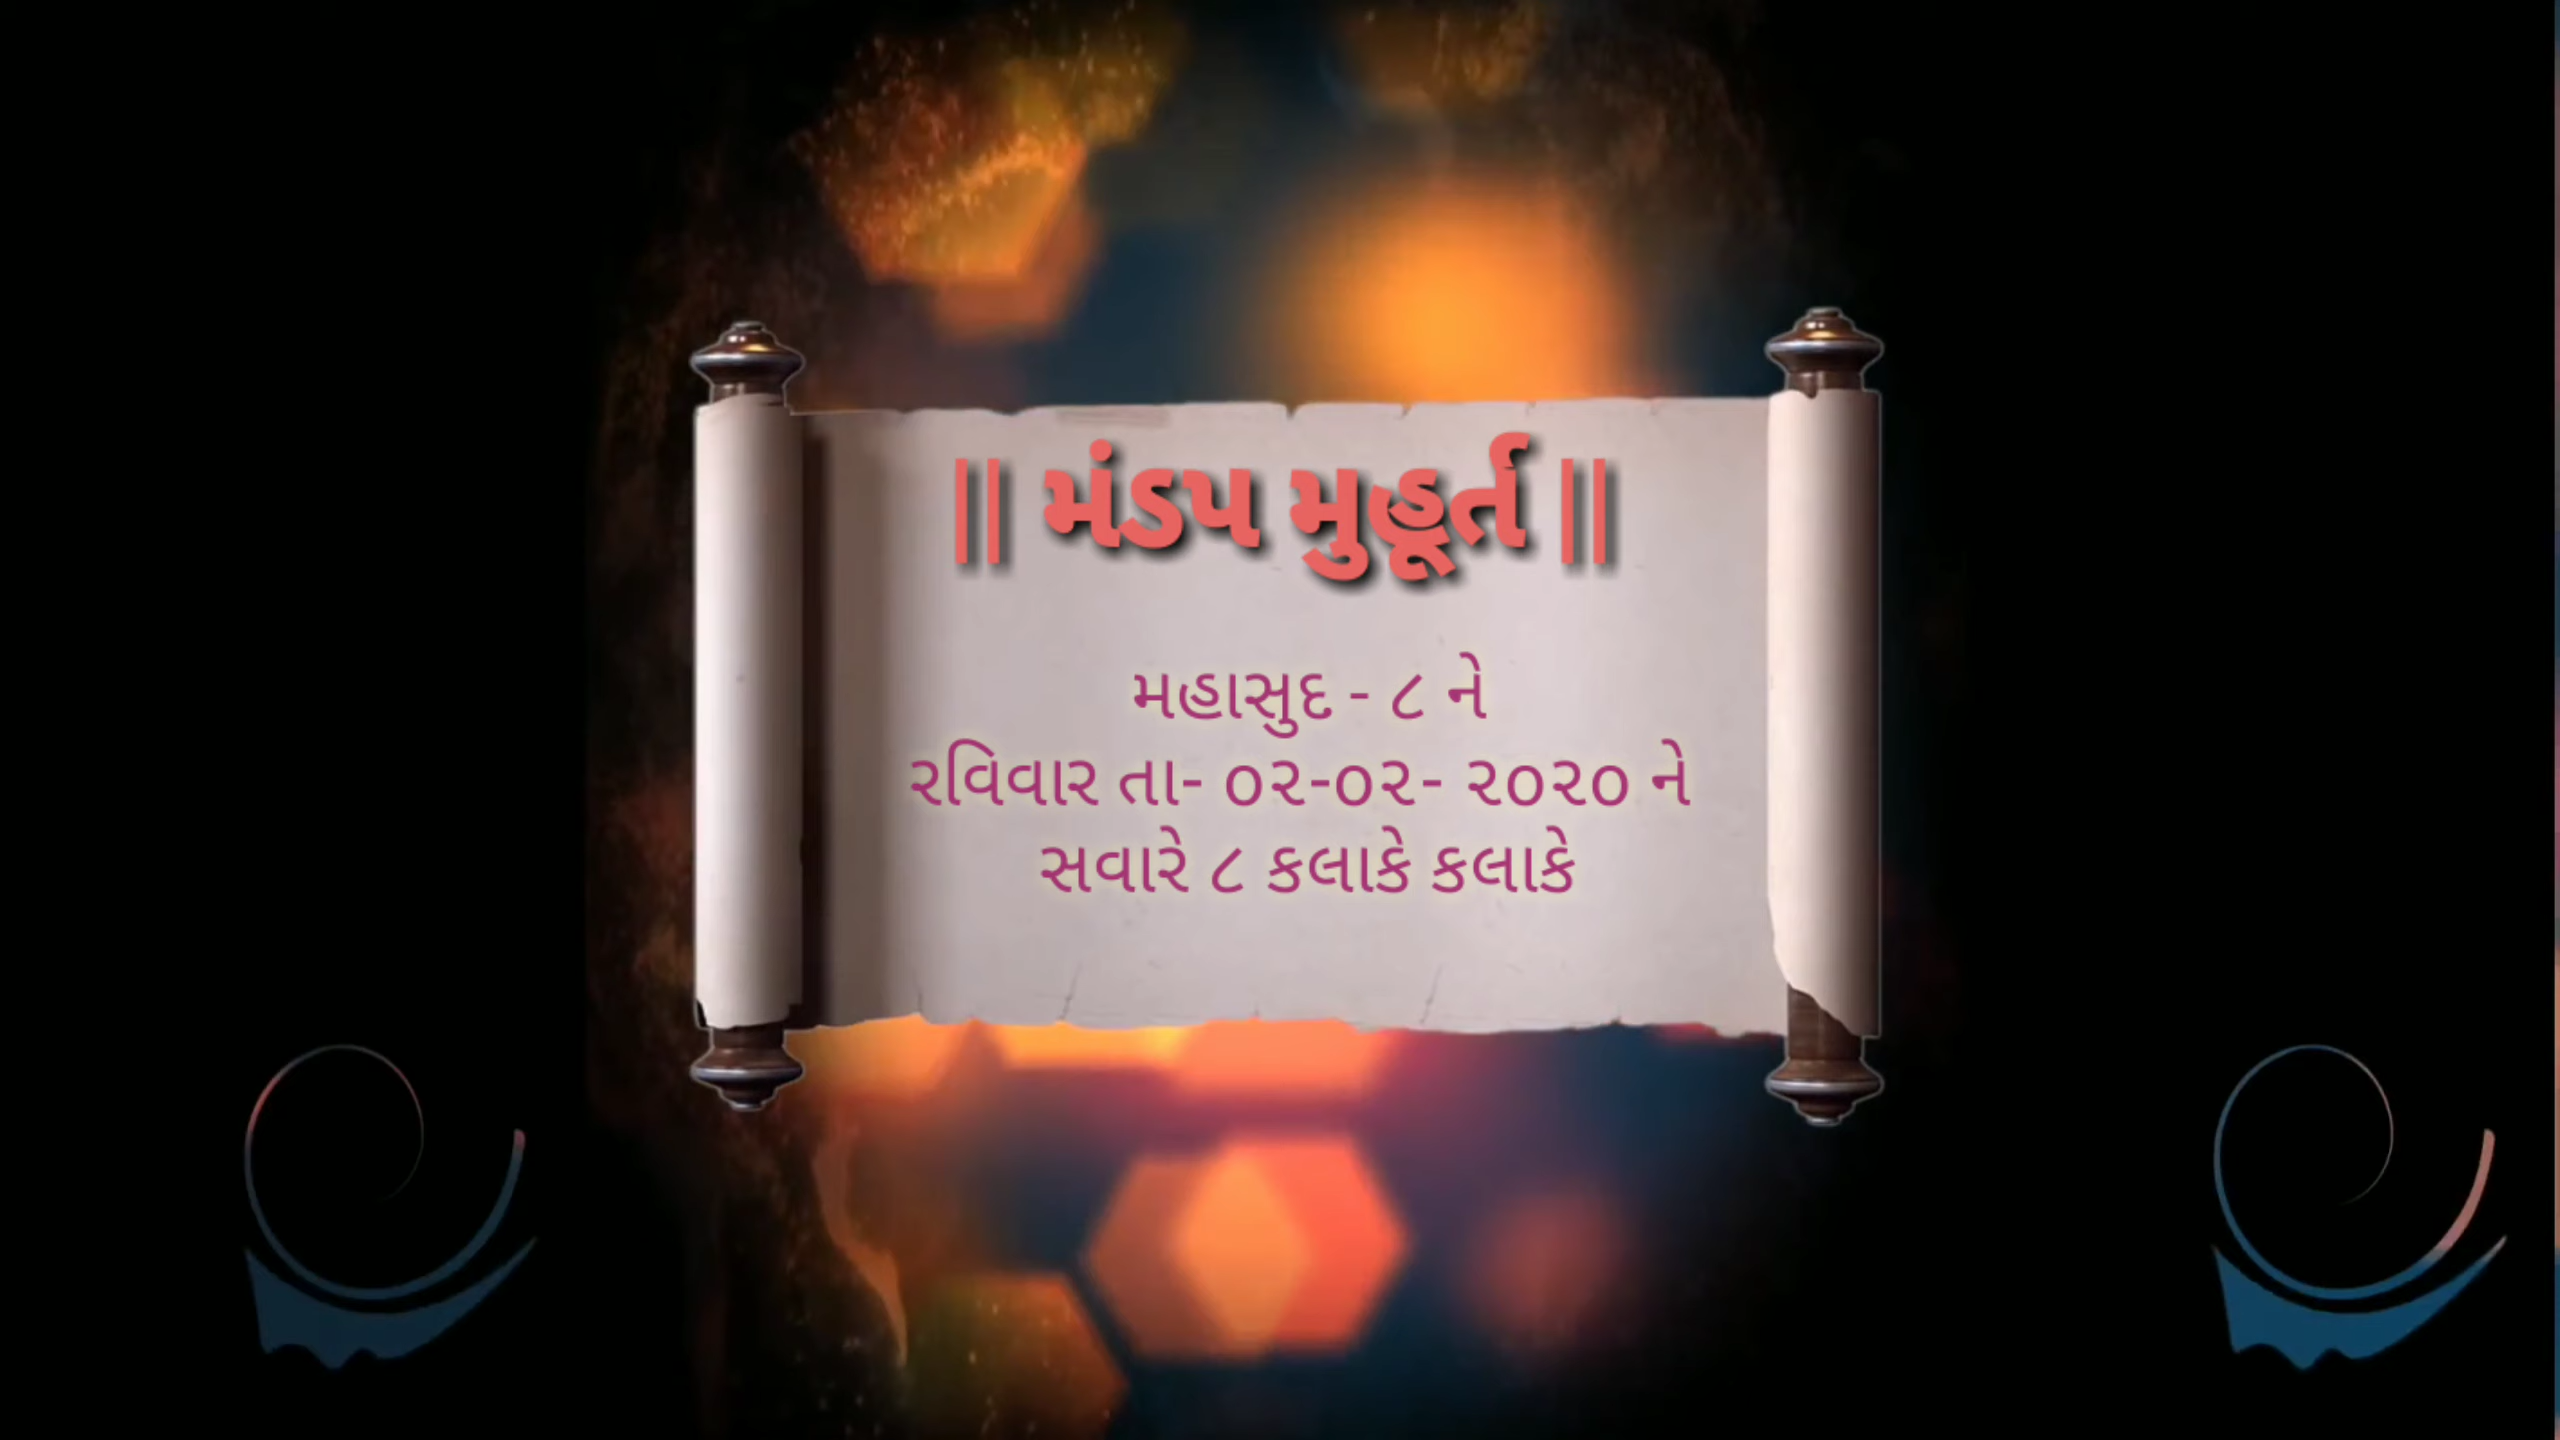 || મંડપ મુહૂર્ત ||
મહાસુદ - ૮ ને
રવિવાર તા- ૦૨-૦૨- ૨૦૨૦ ને
સવારે ૮ કલાકે કલાકે